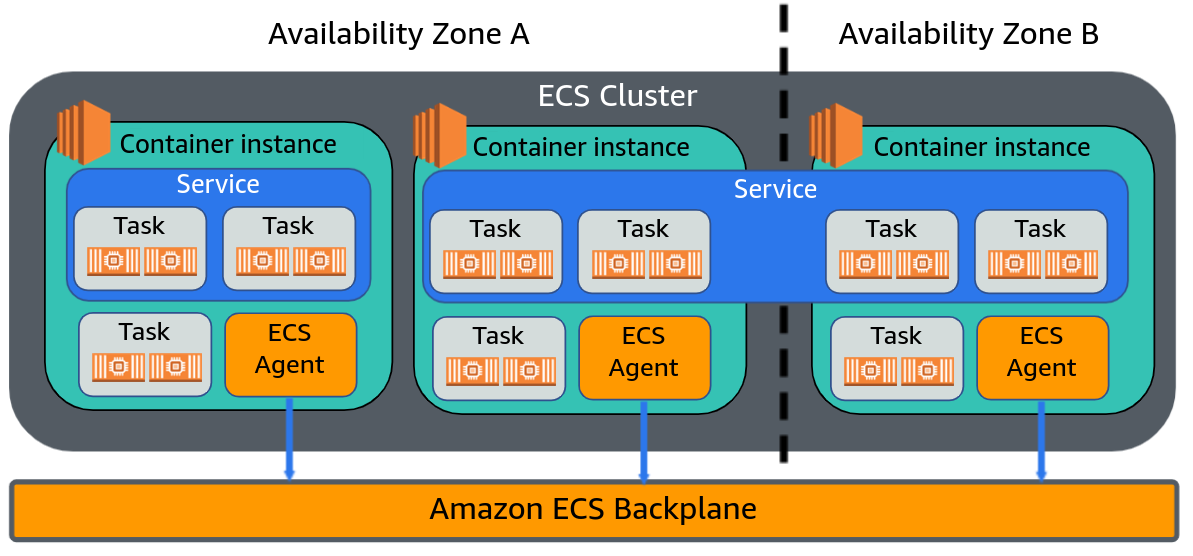 Availability Zone A
Availability Zone B
ECS Cluster
Container instance
Container instance
Container instance
Service
Service
Task
Task
Task
Task
Task
Task
Task
ECS
Agent
Task
ECS
Agent
Task
ECS
Agent
Amazon ECS Backplane